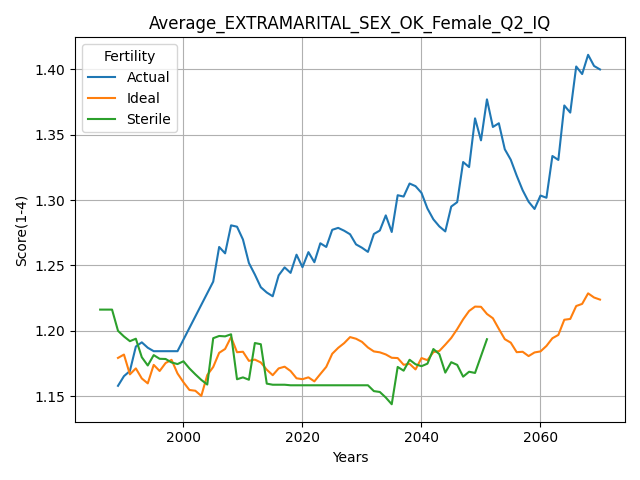 Average_EXTRAMARITAL_SEX_OK_Female_Q2_IQ
Fertility
Actual
Ideal
Sterile
Score(1-4)
1.40
1.35
1.30
1.25
1.20
1.15
2000 2020 2040 2060
Years